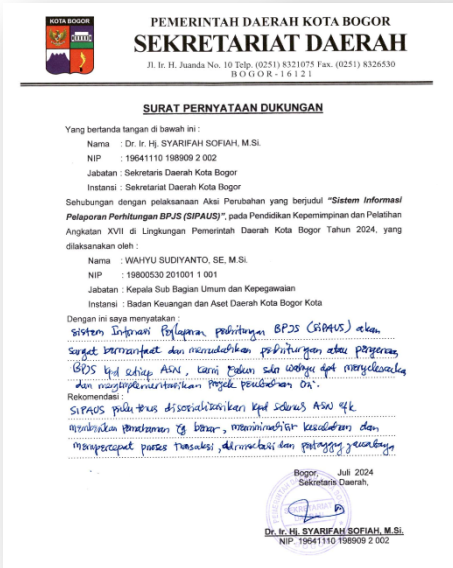 KOTA BOGOR
PEMERINTAH DAERAH KOTA BOGOR
SEKRETARIAT DAERAH
Jl. Ir. H. Juanda No. 10 Telp. (0251) 8321075 Fax. (0251) 8326530
BOGOR-16121
SURAT PERNYATAAN DUKUNGAN
Yang bertanda tangan di bawah ini :
Nama : Dr. Ir. Hj. SYARIFAH SOFIAH, M.Si.
NIP : 19641110 198909 2 002
Jabatan : Sekretaris Daerah Kota Bogor
Instansi : Sekretariat Daerah Kota Bogor
Sehubungan dengan pelaksanaan Aksi Perubahan yang berjudul "Sistem Informasi
Pelaporan Perhitungan BPJS (SIPAUS)", pada Pendidikan Kepemimpinan dan Pelatihan
Angkatan XVII di Lingkungan Pemerintah Daerah Kota Bogor Tahun 2024, yang
dilaksanakan oleh :
Nama : WAHYU SUDIYANTO, SE, M.Si.
NIP : 19800530 201001 1 001
Jabatan : Kepala Sub Bagian Umum dan Kepegawaian
Instansi : Badan Keuangan dan Aset Daerah Kota Bogor Kota
Dengan ini saya menyatakan :
Sistem Informasi Pelaporan perhitungan BPJS (SIPAUS) akan
sangat bermanfaat dan memudahkan perhitungan atau
BPJS kpd setiap ASN, kami wahyu dpt menyelesaikan
dan mengimplementasikan Projek perubahan ini.
Rekomendasi :
SIPAUS perlu terus disosialisasikan kpd seluruh ASN utk
memberikan pemahaman yg benar, meminimalisir kesalahan dan
mempercepat proses transaksi, dan
Bogor, Juli 2024
Sekretaris Daerah,
Dr. Ir. Hj. SYARIFAH SOFIAH, M.Si.
NIP. 19641110 198909 2 002